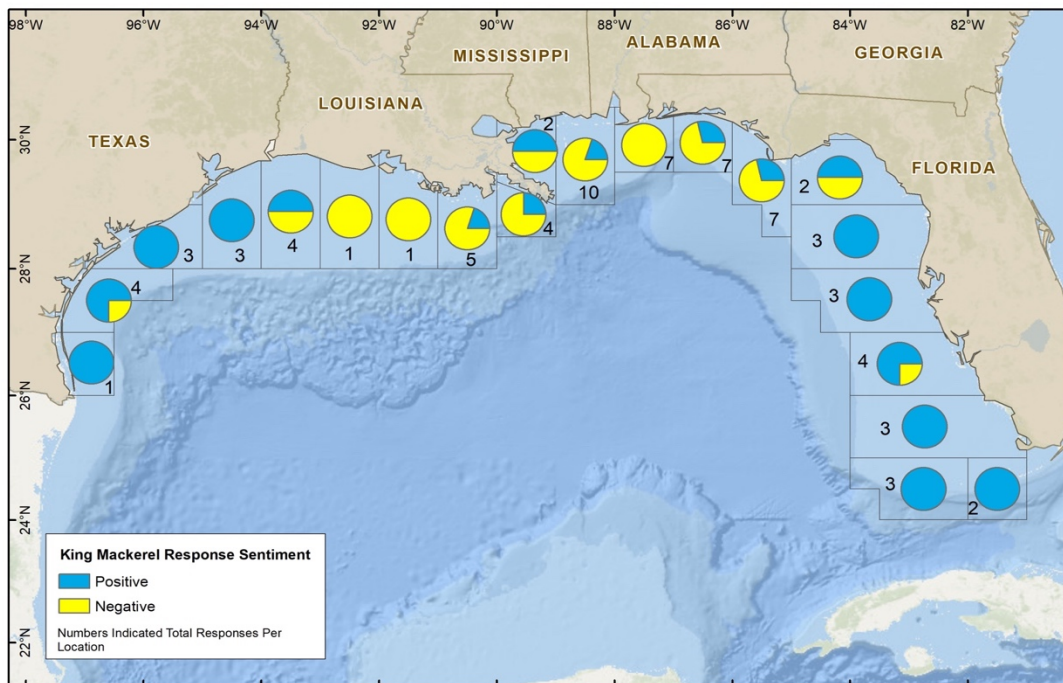 98°W 96°W 94°W 92°W 90°W 88°W 86°W 84°W 82°W
MISSISSIPPI
ALABAMA
GEORGIA
LOUISIANA
TEXAS
FLORIDA
30°N
28°N
26°N
24°N
22°N
2
10
7
7
7
2
3
3
4
3
3
2
4
5
1
1
4
3
3
4
1
King Mackerel Response Sentiment
Positive
Negative
Numbers Indicated Total Responses Per
Location